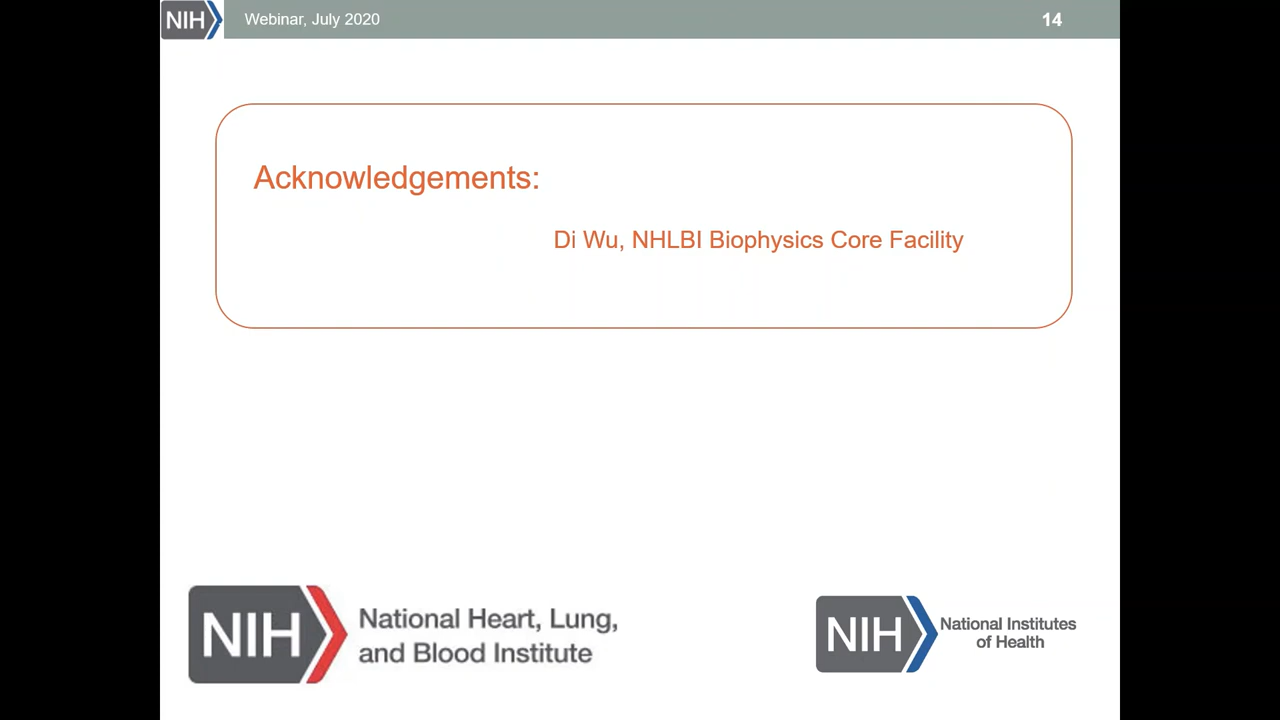 NIH
Webinar, July 2020
14
Acknowledgements:
Di Wu, NHLBI Biophysics Core Facility
NIH
National Heart, Lung,
and Blood Institute
NIH
National Institutes
of Health